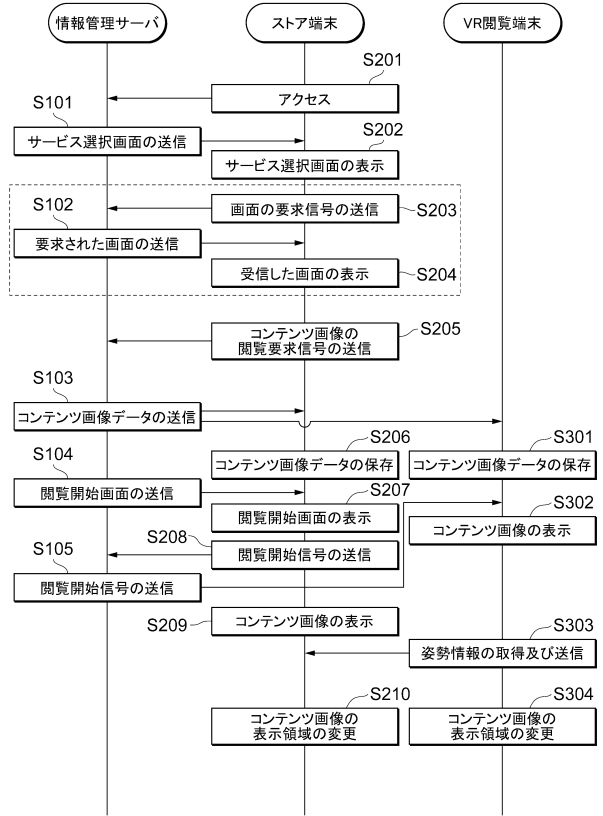 情報管理サーバ
ストア端末
VR閲覧端末
S201
アクセス
S101
サービス選択画面の送信
S202
サービス選択画面の表示
S102
画面の要求信号の送信
S203
要求された画面の送信
受信した画面の表示
S204
コンテンツ画像の
閲覧要求信号の送信
S205
S103
コンテンツ画像データの送信
S206
コンテンツ画像データの保存
S301
コンテンツ画像データの保存
S104
閲覧開始画面の送信
S207
閲覧開始画面の表示
S302
コンテンツ画像の表示
S208
閲覧開始信号の送信
S105
閲覧開始信号の送信
S209
コンテンツ画像の表示
S303
姿勢情報の取得及び送信
S210
コンテンツ画像の
表示領域の変更
S304
コンテンツ画像の
表示領域の変更